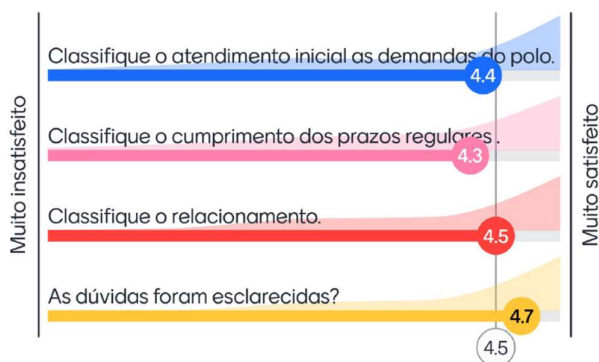 Muito insatisfeito
Classifique o atendimento inicial as demandas do polo.
4.4
Classifique o cumprimento dos prazos regulares .
4.3
Classifique o relacionamento.
4.5
As dúvidas foram esclarecidas?
4.7
4.5
Muito satisfeito